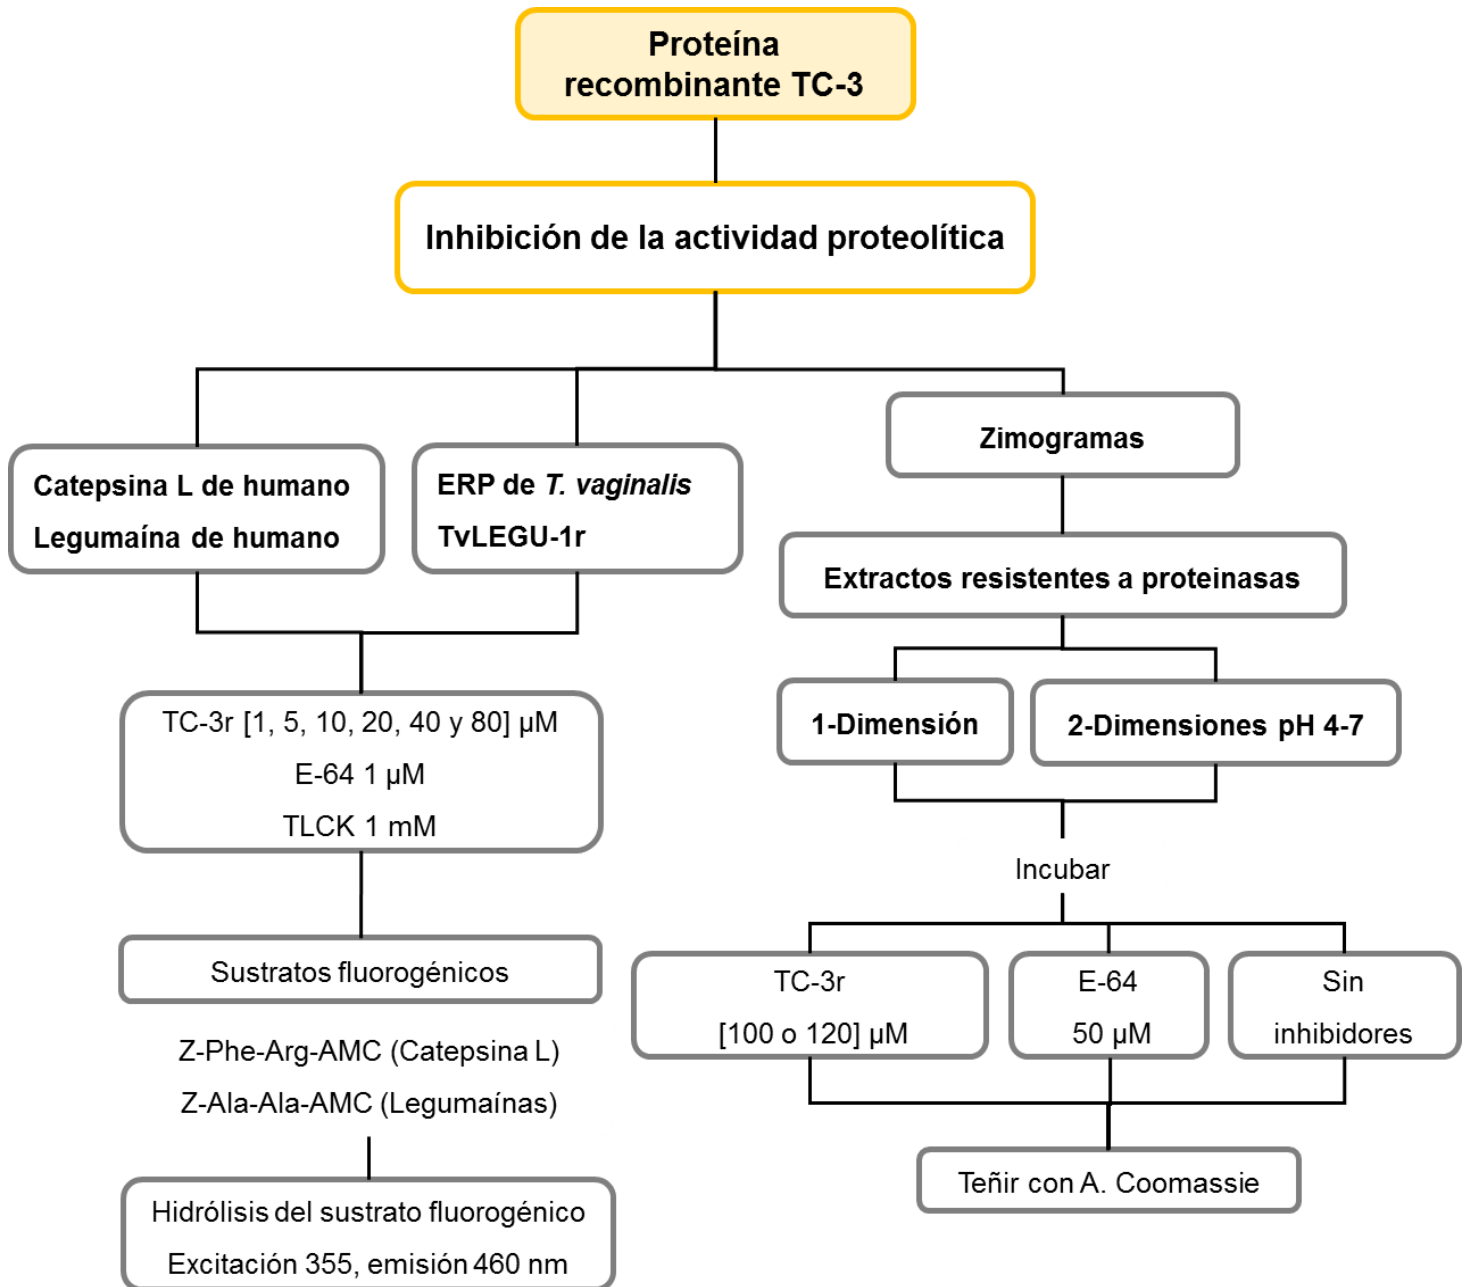 Proteína
recombinante TC-3
Inhibición de la actividad proteolítica
Catepsina L de humano
Legumaína de humano
ERP de T. vaginalis
TvLEGU-1r
Zimogramas
Extractos resistentes a proteinasas
1-Dimensión
2-Dimensiones pH 4-7
TC-3r [1, 5, 10, 20, 40 y 80] µM
E-64 1 µM
TLCK 1 mM
Incubar
Sustratos fluorogénicos
Z-Phe-Arg-AMC (Catepsina L)
Z-Ala-Ala-AMC (Legumaínas)
Hidrólisis del sustrato fluorogénico
Excitación 355, emisión 460 nm
TC-3r
[100 o 120] µM
E-64
50 µM
Sin
inhibidores
Teñir con A. Coomassie